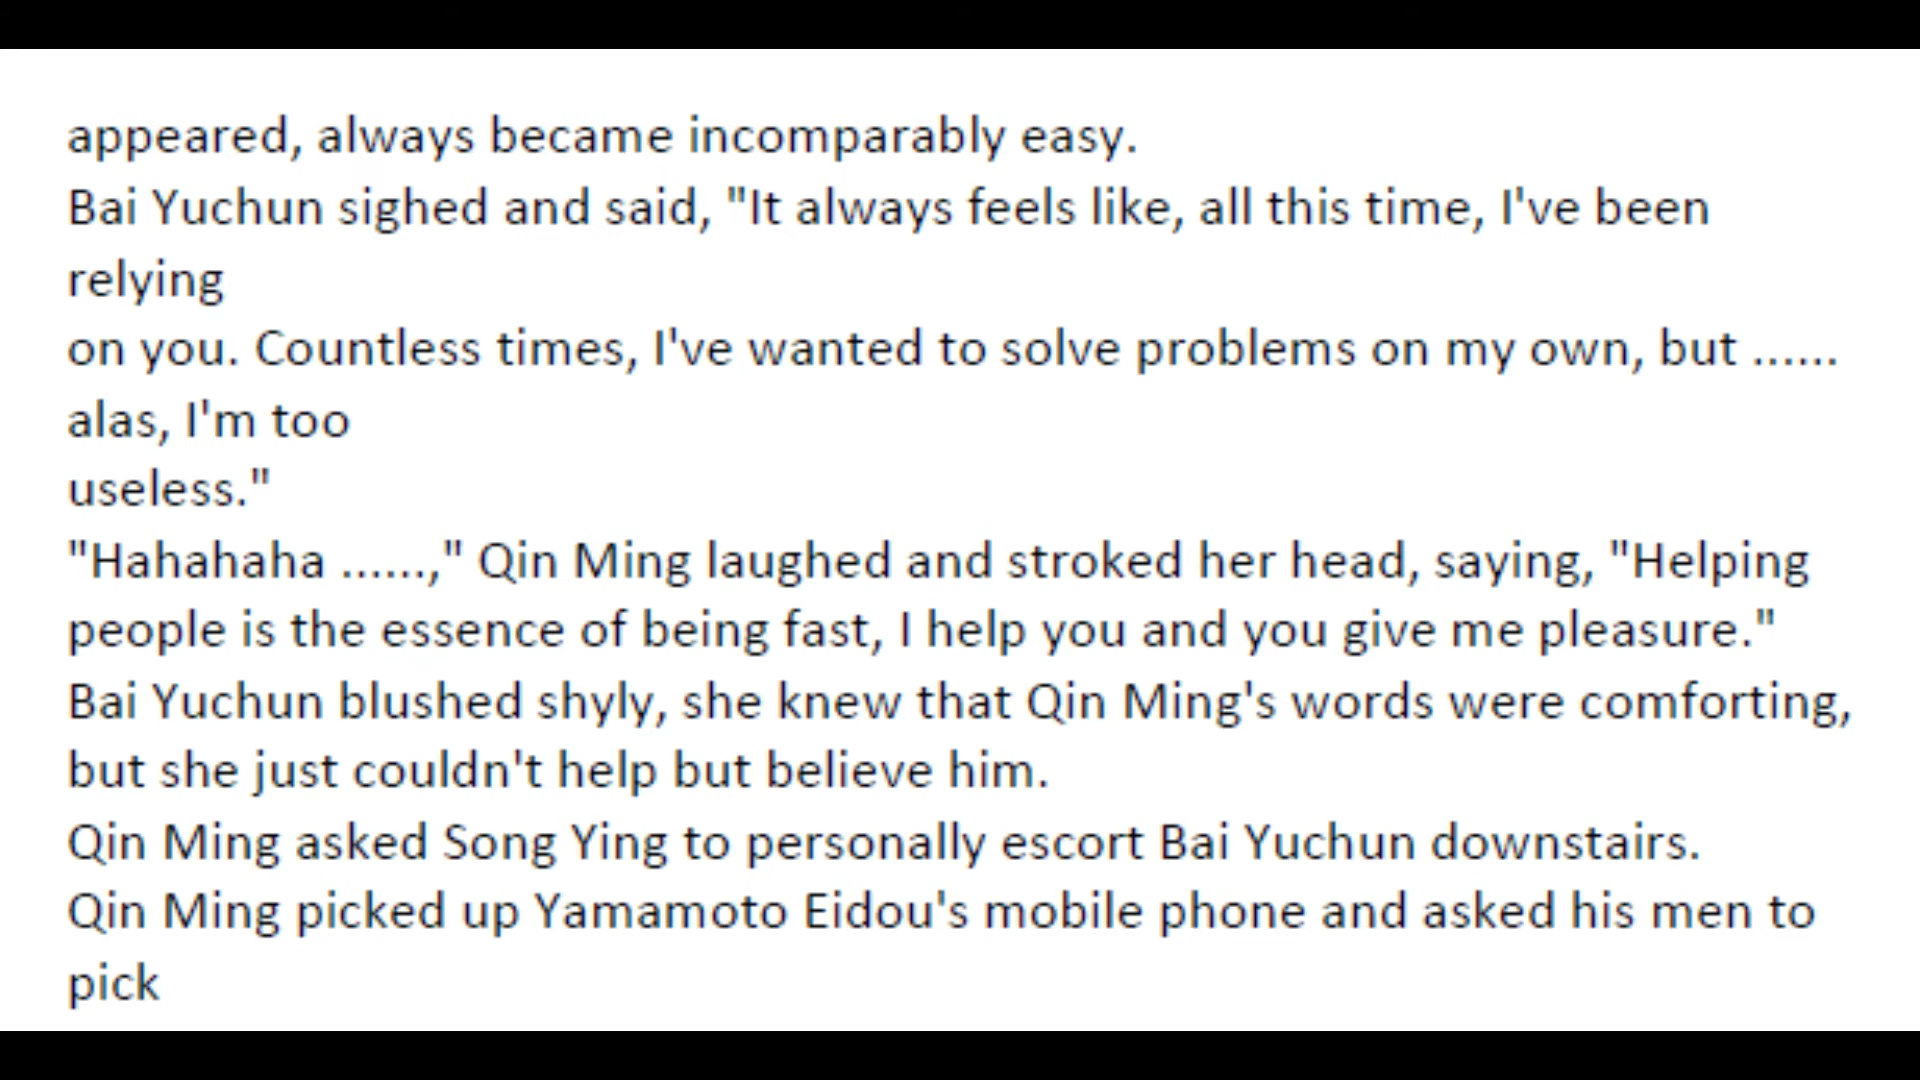 appeared, always became incomparably easy.
Bai Yuchun sighed and said, "It always feels like, all this time, I've been
relying
on you. Countless times, I've wanted to solve problems on my own, but ......
alas, I'm too
useless."
"Hahahaha ......," Qin Ming laughed and stroked her head, saying, "Helping
people is the essence of being fast, I help you and you give me pleasure."
Bai Yuchun blushed shyly, she knew that Qin Ming's words were comforting,
but she just couldn't help but believe him.
Qin Ming asked Song Ying to personally escort Bai Yuchun downstairs.
Qin Ming picked up Yamamoto Eidou's mobile phone and asked his men to
pick